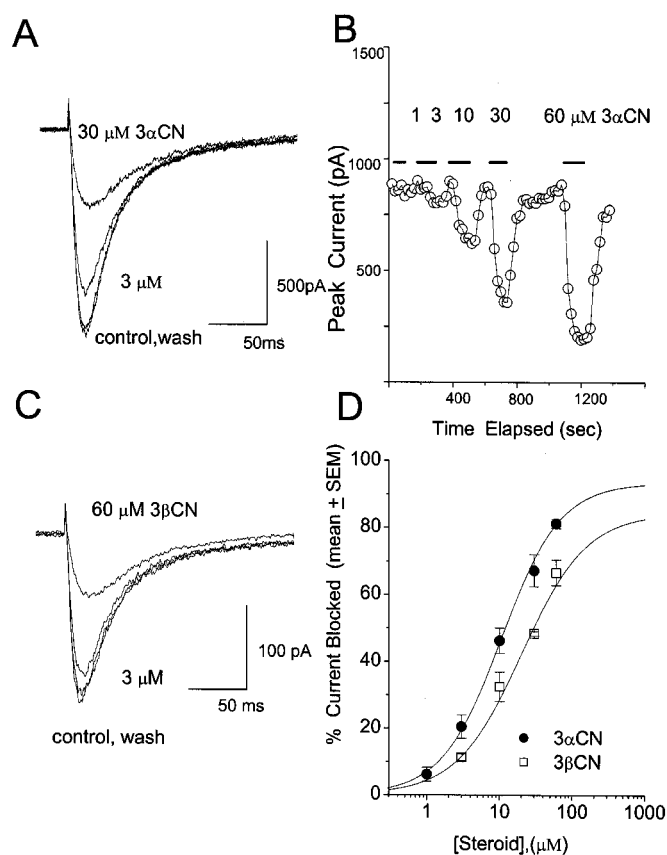 A
30 μM 3αCN
3 μM
control,wash
500pA
50ms
B
1500
1000
500
0
1 3 10 30 60 μM 3αCN
Peak Current (pA)
0 400 800 1200
Time Elapsed (sec)
C
60 μM 3βCN
3 μM
control, wash
100 pA
50 ms
D
100
80
60
40
20
0
% Current Blocked (mean ± SEM)
3αCN
3βCN
1 10 100 1000
[Steroid],(μM)